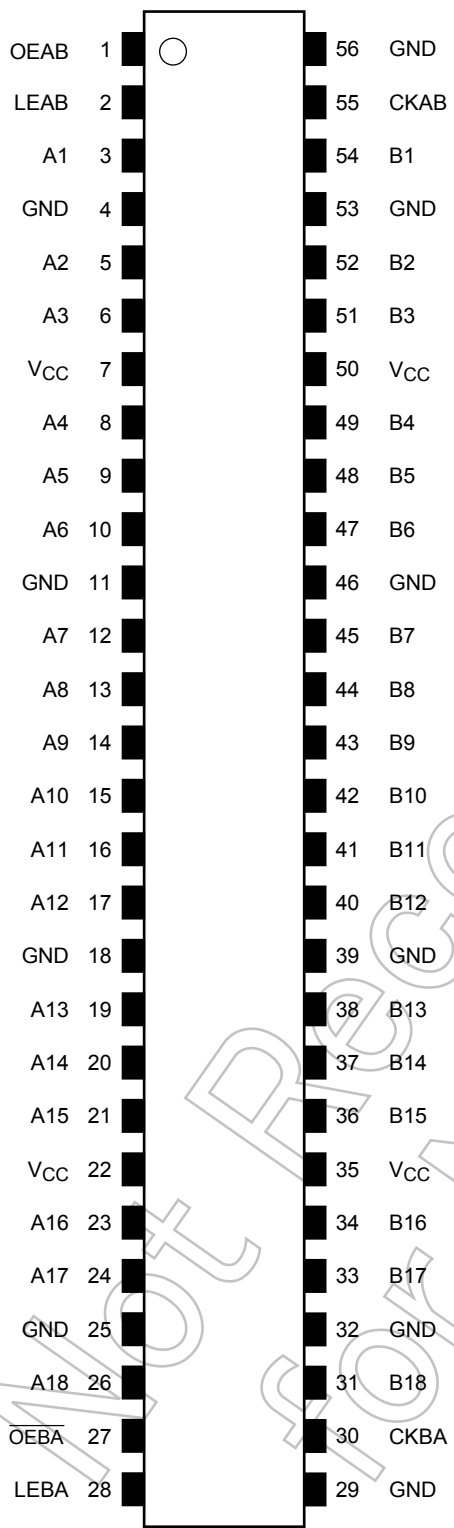 OEAB 1 56 GND
LEAB 2 55 CKAB
A1 3 54 B1
GND 4 53 GND
A2 5 52 B2
A3 6 51 B3
VCC 7 50 VCC
A4 8 49 B4
A5 9 48 B5
A6 10 47 B6
GND 11 46 GND
A7 12 45 B7
A8 13 44 B8
A9 14 43 B9
A10 15 42 B10
A11 16 41 B11
A12 17 40 B12
GND 18 39 GND
A13 19 38 B13
A14 20 37 B14
A15 21 36 B15
VCC 22 35 VCC
A16 23 34 B16
A17 24 33 B17
GND 25 32 GND
A18 26 31 B18
OEBA 27 30 CKBA
LEBA 28 29 GND
Not
for